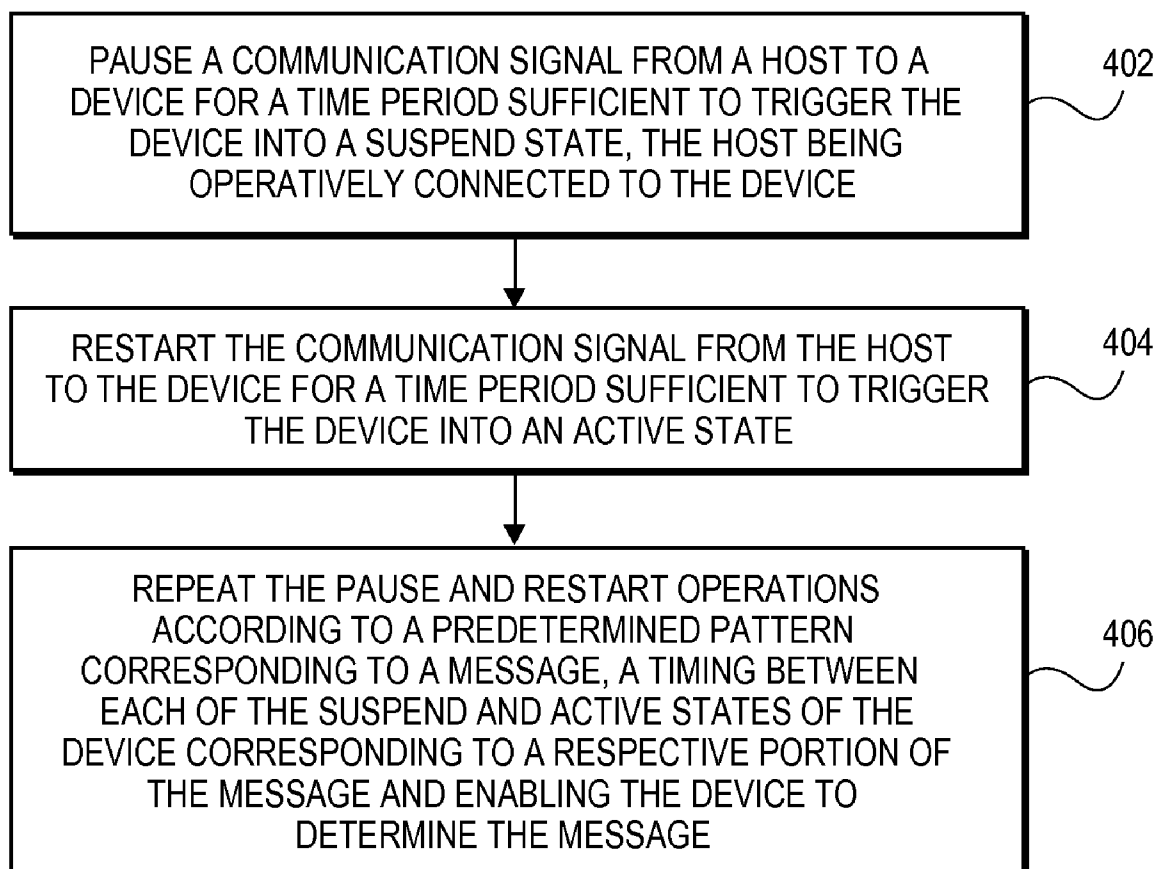 PAUSE A COMMUNICATION SIGNAL FROM A HOST TO A
DEVICE FOR A TIME PERIOD SUFFICIENT TO TRIGGER THE
DEVICE INTO A SUSPEND STATE, THE HOST BEING
OPERATIVELY CONNECTED TO THE DEVICE
402
RESTART THE COMMUNICATION SIGNAL FROM THE HOST
TO THE DEVICE FOR A TIME PERIOD SUFFICIENT TO TRIGGER
THE DEVICE INTO AN ACTIVE STATE
404
REPEAT THE PAUSE AND RESTART OPERATIONS
ACCORDING TO A PREDETERMINED PATTERN
CORRESPONDING TO A MESSAGE, A TIMING BETWEEN
EACH OF THE SUSPEND AND ACTIVE STATES OF THE
DEVICE CORRESPONDING TO A RESPECTIVE PORTION OF
THE MESSAGE AND ENABLING THE DEVICE TO
DETERMINE THE MESSAGE
406